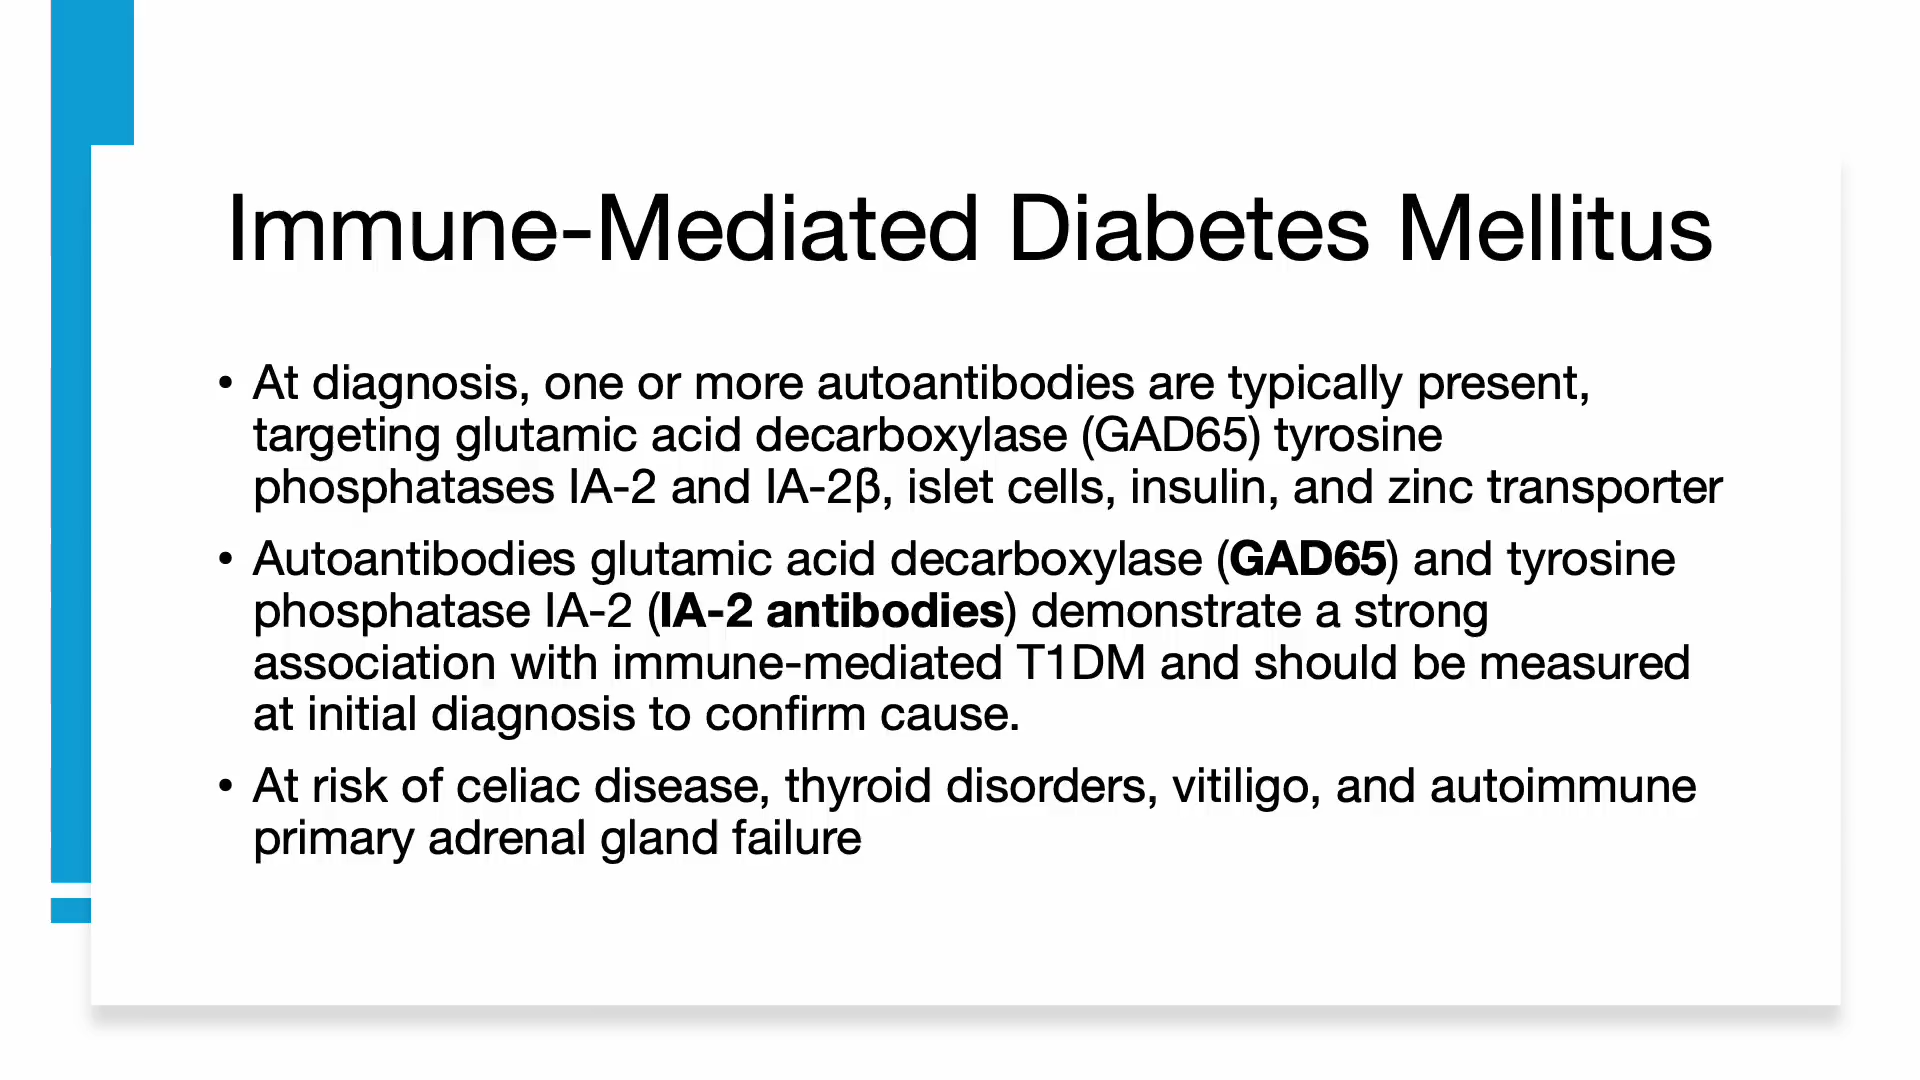 Immune-Mediated Diabetes Mellitus
• At diagnosis, one or more autoantibodies are typically present,
targeting glutamic acid decarboxylase (GAD65) tyrosine
phosphatases IA-2 and IA-2β, islet cells, insulin, and zinc transporter
• Autoantibodies glutamic acid decarboxylase (GAD65) and tyrosine
phosphatase IA-2 (IA-2 antibodies) demonstrate a strong
association with immune-mediated T1DM and should be measured
at initial diagnosis to confirm cause.
• At risk of celiac disease, thyroid disorders, vitiligo, and autoimmune
primary adrenal gland failure